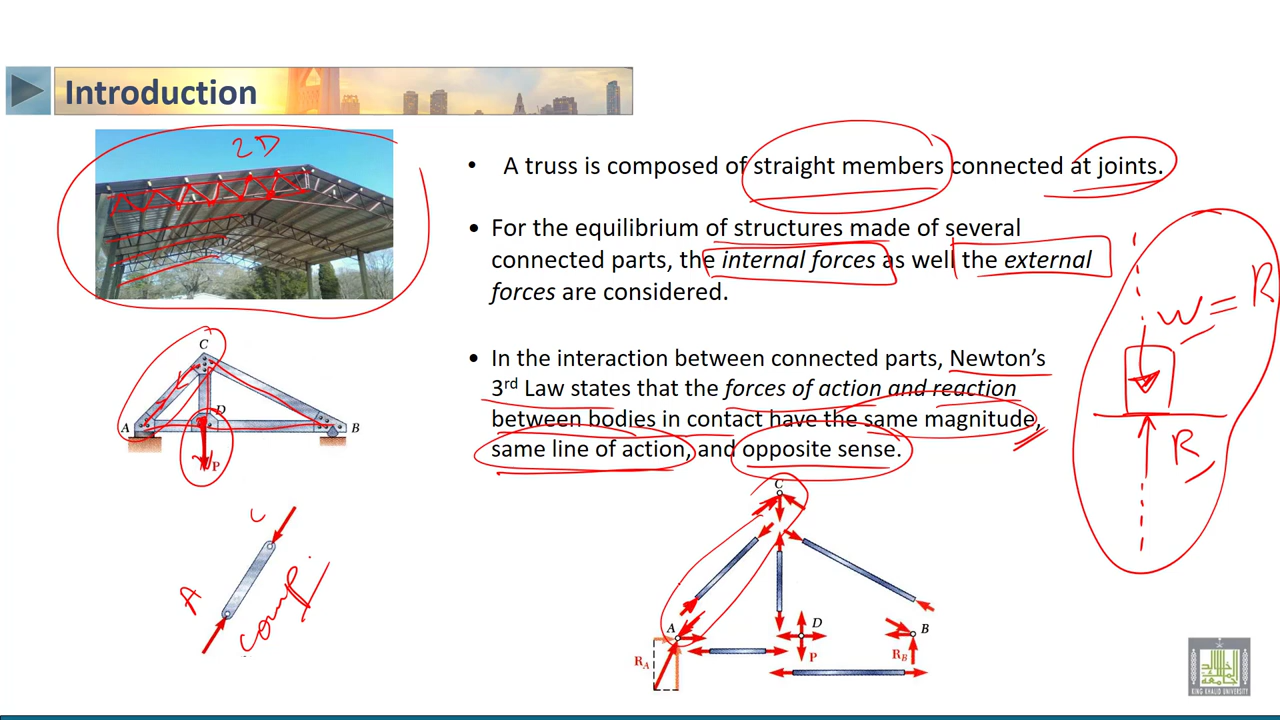 Introduction
2D
• A truss is composed of straight members connected at joints.
• For the equilibrium of structures made of several
connected parts, the internal forces as well the external
forces are considered.
• In the interaction between connected parts, Newton’s
3rd Law states that the forces of action and reaction
between bodies in contact have the same magnitude,
same line of action, and opposite sense.
W = R
R
C
A
D
B
P
C
A
comp.
C
A
D
B
RA
P
RB
KING KHALID UNIVERSITY